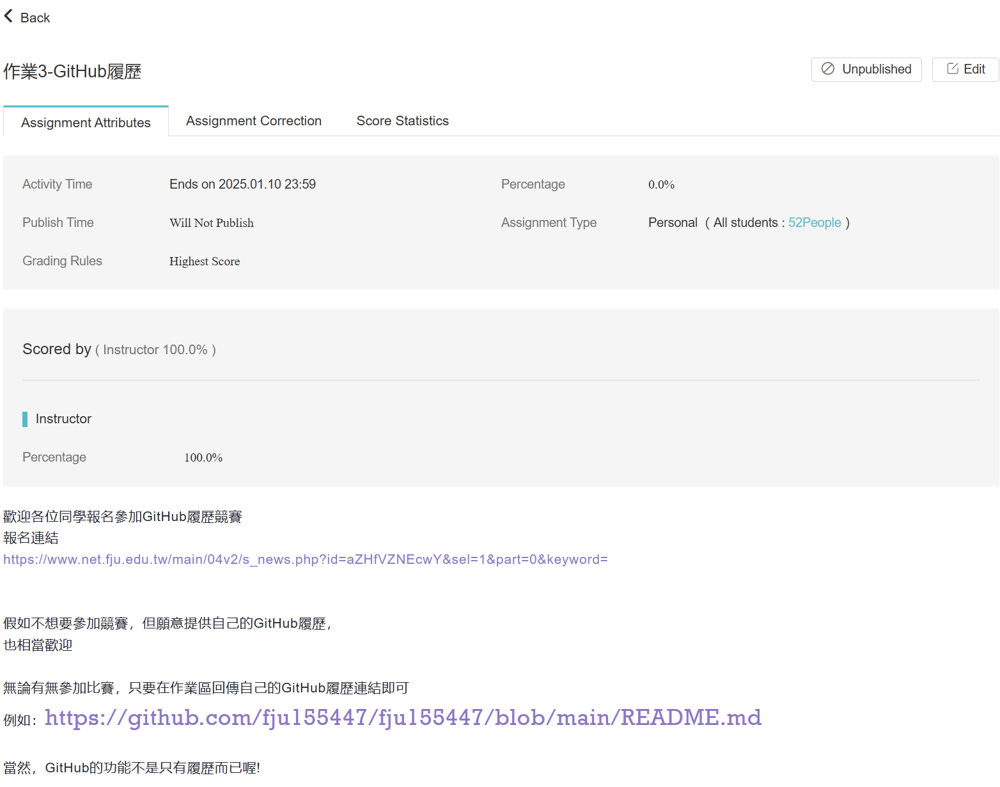 Back
作業3-GitHub履歷
Unpublished
Edit
Assignment Attributes
Assignment Correction
Score Statistics
Activity Time
Ends on 2025.01.10 23:59
Percentage
0.0%
Publish Time
Will Not Publish
Assignment Type
Personal ( All students : 52People )
Grading Rules
Highest Score
Scored by ( Instructor 100.0% )
Instructor
Percentage
100.0%
歡迎各位同學報名參加GitHub履歷競賽
報名連結
https://www.net.fju.edu.tw/main/04v2/s_news.php?id=aZHfVZNEcwY&sel=1&part=0&keyword=
假如不想要參加競賽，但願意提供自己的GitHub履歷，
也相當歡迎
無論有無參加比賽，只要在作業區回傳自己的GitHub履歷連結即可
例如：https://github.com/fju155447/fju155447/blob/main/README.md
當然，GitHub的功能不是只有履歷而已喔!